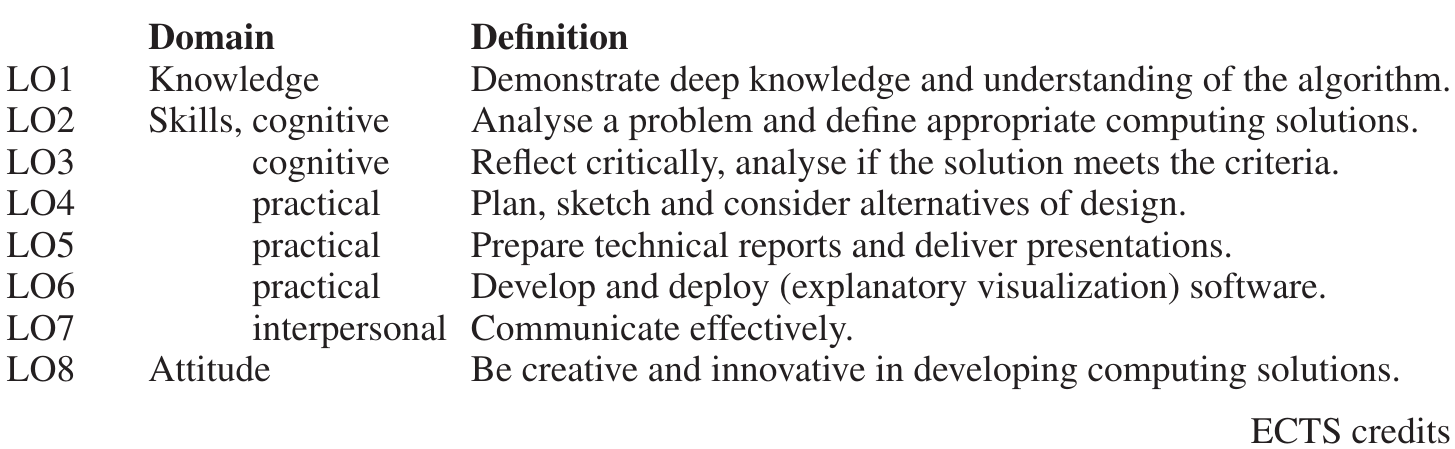 Domain Definition
LO1 Knowledge Demonstrate deep knowledge and understanding of the algorithm.
LO2 Skills, cognitive Analyse a problem and define appropriate computing solutions.
LO3 cognitive Reflect critically, analyse if the solution meets the criteria.
LO4 practical Plan, sketch and consider alternatives of design.
LO5 practical Prepare technical reports and deliver presentations.
LO6 practical Develop and deploy (explanatory visualization) software.
LO7 interpersonal Communicate effectively.
LO8 Attitude Be creative and innovative in developing computing solutions.
ECTS credits